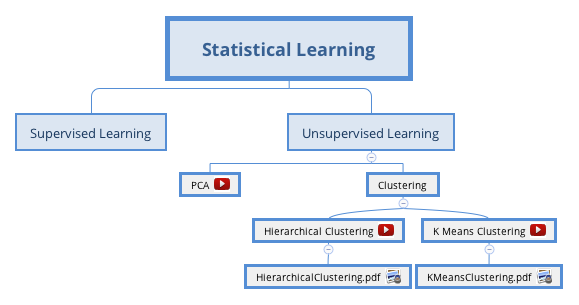 Statistical Learning
Supervised Learning
Unsupervised Learning
PCA
Clustering
Hierarchical Clustering
K Means Clustering
HierarchicalClustering.pdf
KMeansClustering.pdf